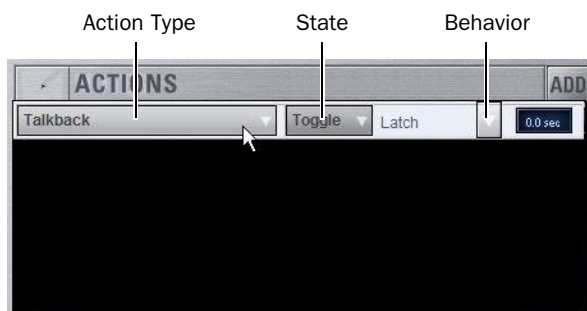 Action Type State Behavior
ACTIONS ADD
Talkback Toggle Latch 0.0 sec